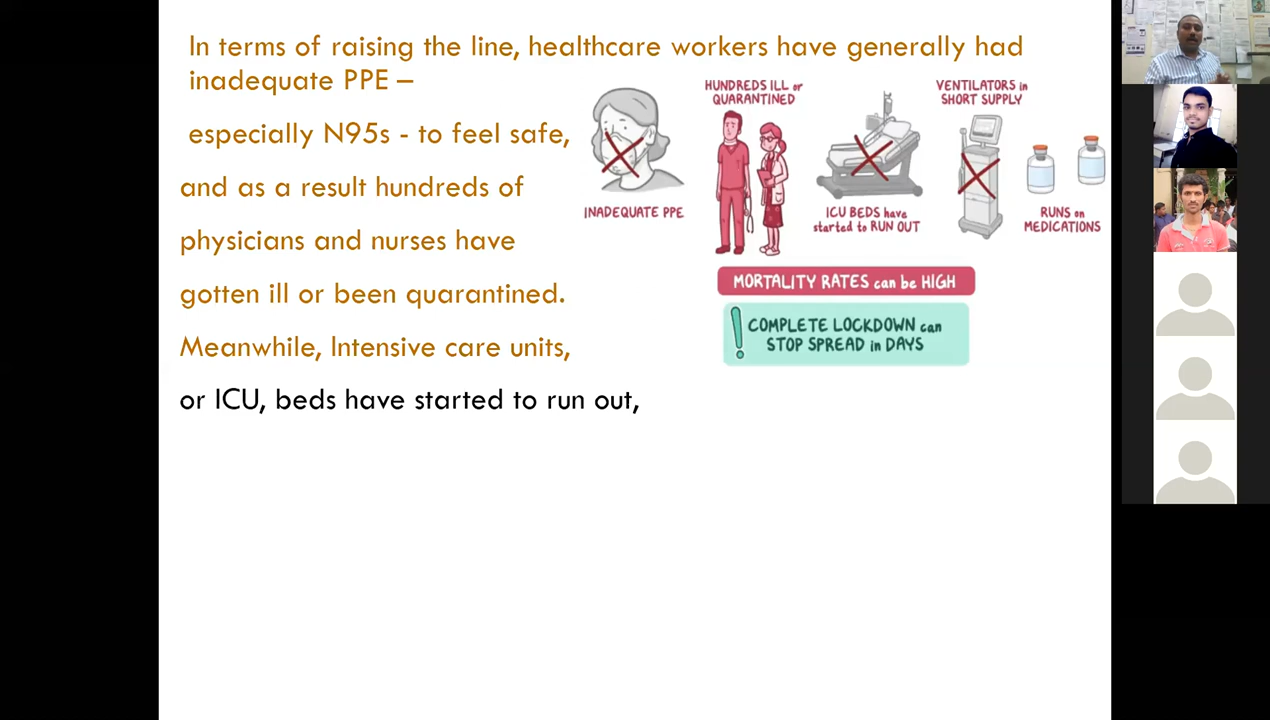 In terms of raising the line, healthcare workers have generally had
inadequate PPE –
especially N95s - to feel safe,
and as a result hundreds of
physicians and nurses have
gotten ill or been quarantined.
Meanwhile, Intensive care units,
or ICU, beds have started to run out,
INADEQUATE PPE
HUNDREDS ILL or
QUARANTINED
ICU BEDS have
started to RUN OUT
VENTILATORS in
SHORT SUPPLY
RUNS on
MEDICATIONS
MORTALITY RATES can be HIGH
! COMPLETE LOCKDOWN can
STOP SPREAD in DAYS